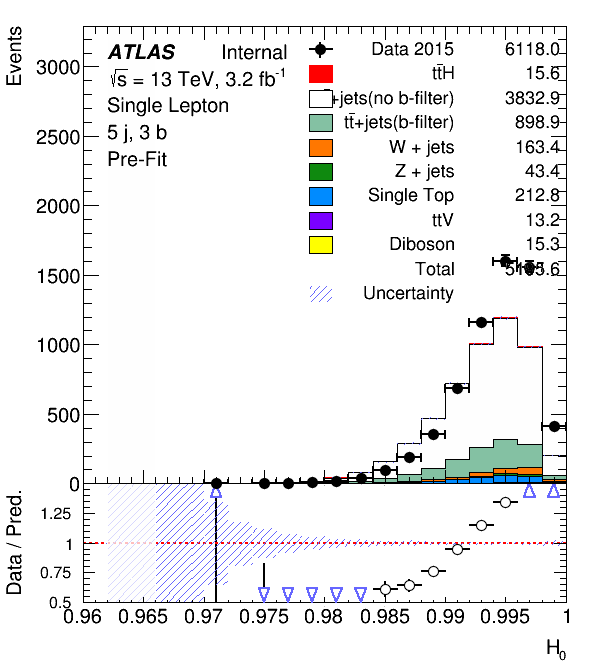 Events
3000
2500
2000
1500
1000
500
0
ATLAS Internal
√s = 13 TeV, 3.2 fb⁻¹
Single Lepton
5 j, 3 b
Pre-Fit
Data 2015 6118.0
tt̄H 15.6
+jets(no b-filter) 3832.9
tt̄+jets(b-filter) 898.9
W + jets 163.4
Z + jets 43.4
Single Top 212.8
ttV 13.2
Diboson 15.3
Total
Uncertainty
Data / Pred.
1.25
1
0.75
0.5
0.96 0.965 0.97 0.975 0.98 0.985 0.99 0.995 1
H₀